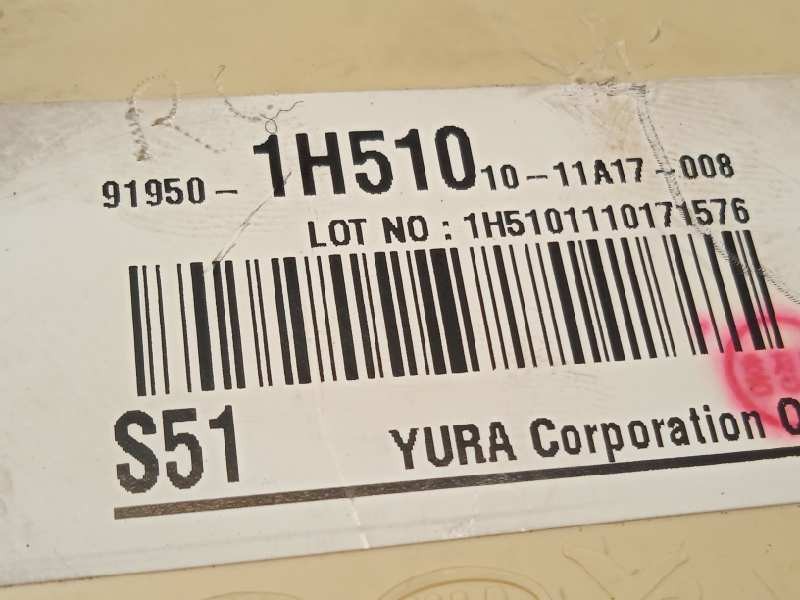 91950- 1H510 10-11A17-008
LOT NO : 1H5101110171576
S51 YURA Corporation